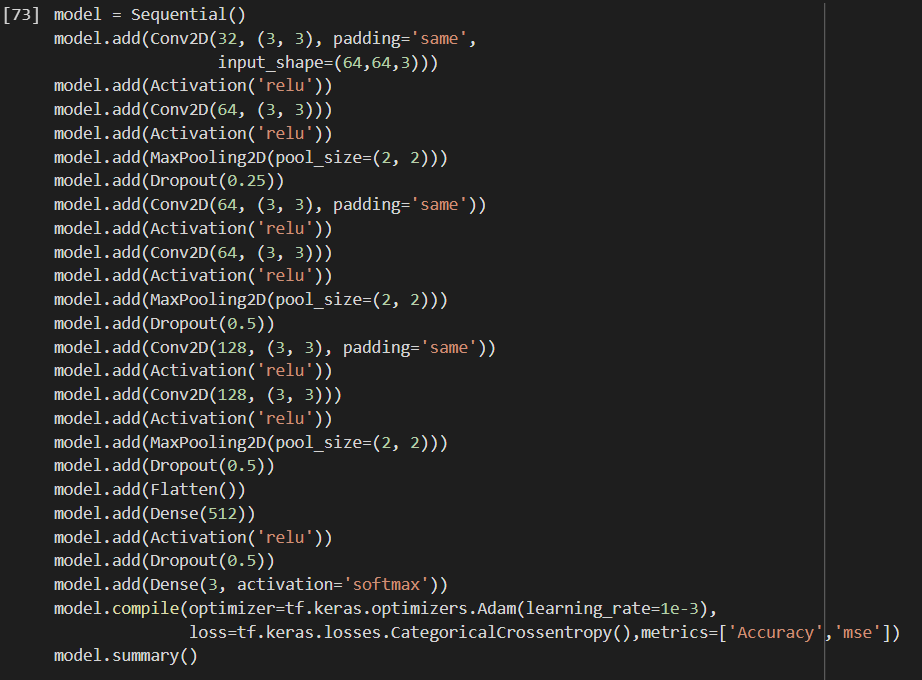 [73] model = Sequential()
model.add(Conv2D(32, (3, 3), padding='same',
input_shape=(64,64,3)))
model.add(Activation('relu'))
model.add(Conv2D(64, (3, 3)))
model.add(Activation('relu'))
model.add(MaxPooling2D(pool_size=(2, 2)))
model.add(Dropout(0.25))
model.add(Conv2D(64, (3, 3), padding='same'))
model.add(Activation('relu'))
model.add(Conv2D(64, (3, 3)))
model.add(Activation('relu'))
model.add(MaxPooling2D(pool_size=(2, 2)))
model.add(Dropout(0.5))
model.add(Conv2D(128, (3, 3), padding='same'))
model.add(Activation('relu'))
model.add(Conv2D(128, (3, 3)))
model.add(Activation('relu'))
model.add(MaxPooling2D(pool_size=(2, 2)))
model.add(Dropout(0.5))
model.add(Flatten())
model.add(Dense(512))
model.add(Activation('relu'))
model.add(Dropout(0.5))
model.add(Dense(3, activation='softmax'))
model.compile(optimizer=tf.keras.optimizers.Adam(learning_rate=1e-3),
loss=tf.keras.losses.CategoricalCrossentropy(),metrics=['Accuracy','mse'])
model.summary()